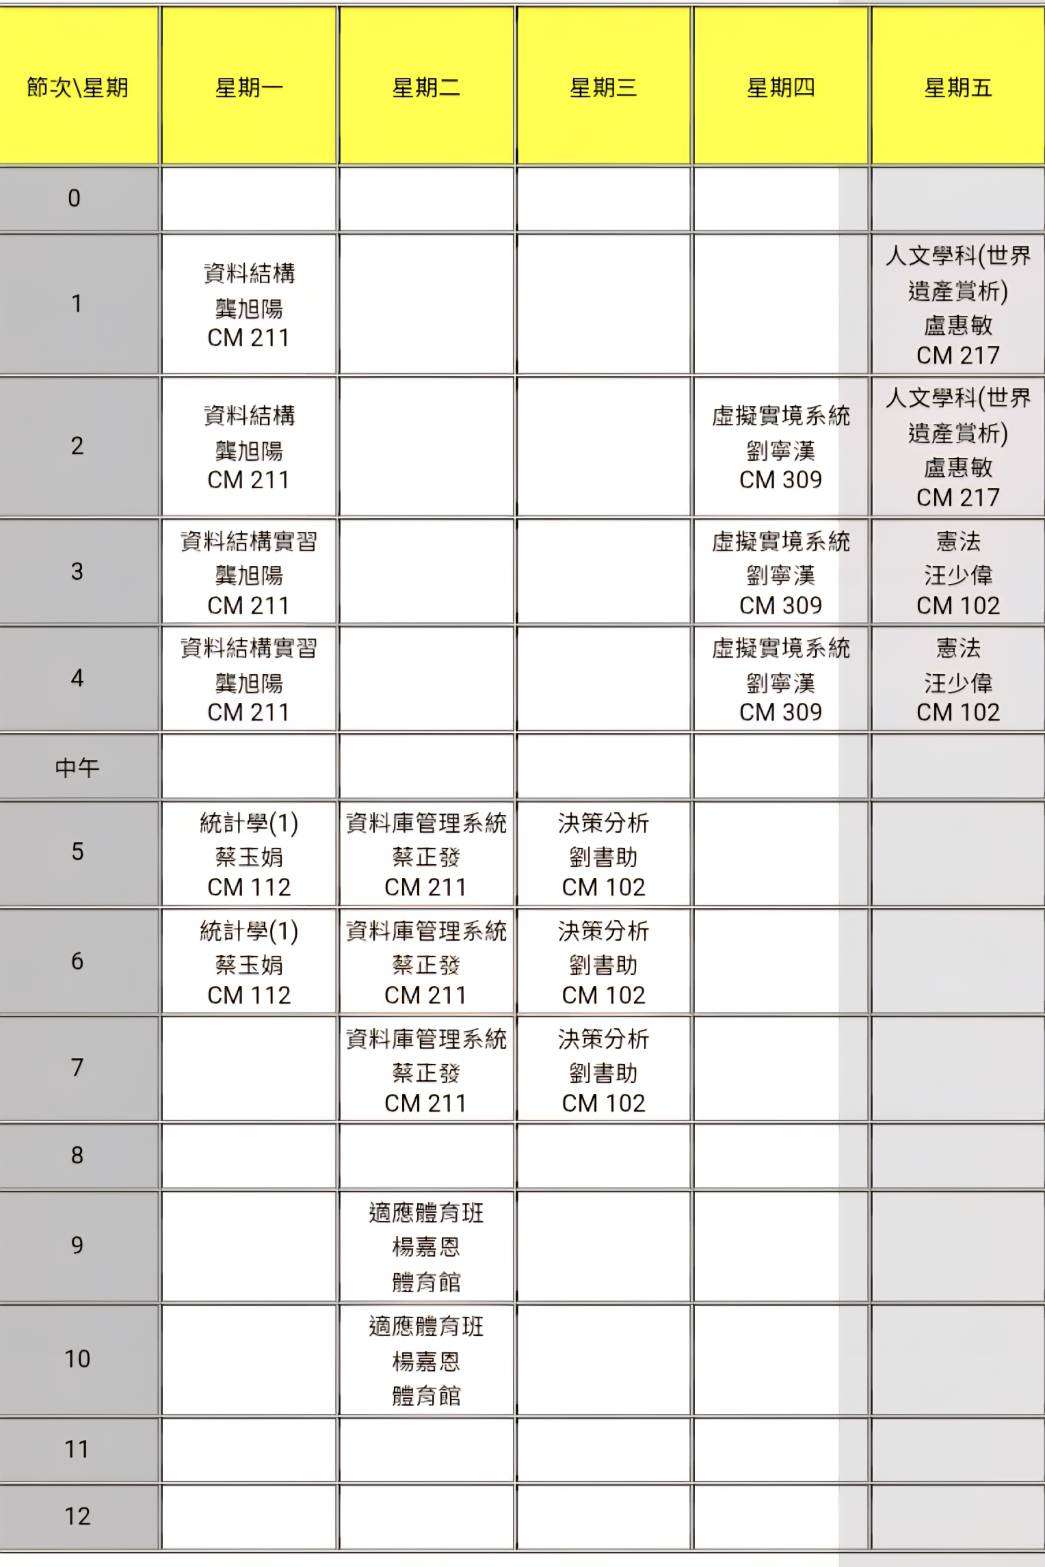 節次\星期 星期一 星期二 星期三 星期四 星期五
0
1
資料結構
龔旭陽
CM 211
人文學科(世界
遺產賞析)
盧惠敏
CM 217
2
資料結構
龔旭陽
CM 211
虛擬實境系統
劉寧漢
CM 309
人文學科(世界
遺產賞析)
盧惠敏
CM 217
3
資料結構實習
龔旭陽
CM 211
虛擬實境系統
劉寧漢
CM 309
憲法
汪少偉
CM 102
4
資料結構實習
龔旭陽
CM 211
虛擬實境系統
劉寧漢
CM 309
憲法
汪少偉
CM 102
中午
5
統計學(1)
蔡玉娟
CM 112
資料庫管理系統
蔡正發
CM 211
決策分析
劉書助
CM 102
6
統計學(1)
蔡玉娟
CM 112
資料庫管理系統
蔡正發
CM 211
決策分析
劉書助
CM 102
7
資料庫管理系統
蔡正發
CM 211
決策分析
劉書助
CM 102
8
9
適應體育班
楊嘉恩
體育館
10
適應體育班
楊嘉恩
體育館
11
12